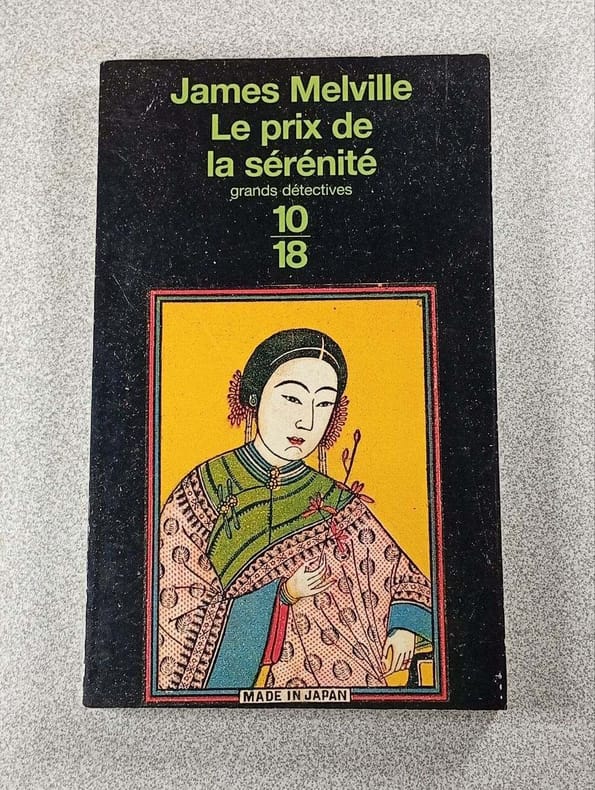 James Melville
Le prix de
la sérénité
grands détectives
10
18
MADE IN JAPAN